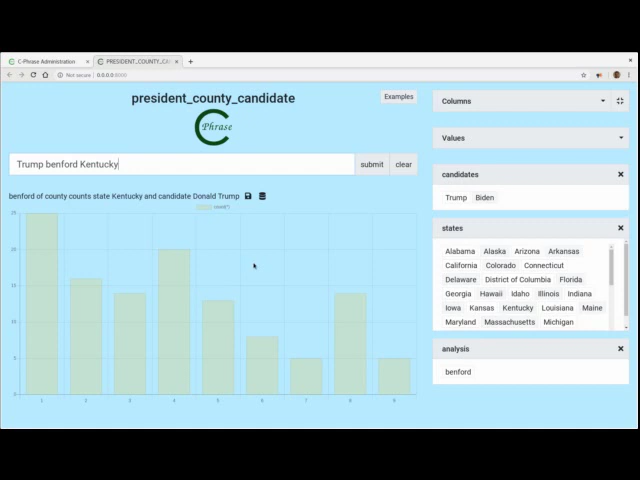 C-Phrase Administration
PRESIDENT_COUNTY_CA
Not secure | 0.0.0.0:8000
president_county_candidate
Examples
C Phrase
Trump benford Kentucky
submit
clear
benford of county counts state Kentucky and candidate Donald Trump
count(*)
25
20
15
10
5
0
1 2 3 4 5 6 7 8 9
Columns
Values
candidates
Trump Biden
states
Alabama Alaska Arizona Arkansas
California Colorado Connecticut
Delaware District of Columbia Florida
Georgia Hawaii Idaho Illinois Indiana
Iowa Kansas Kentucky Louisiana Maine
Maryland Massachusetts Michigan
analysis
benford